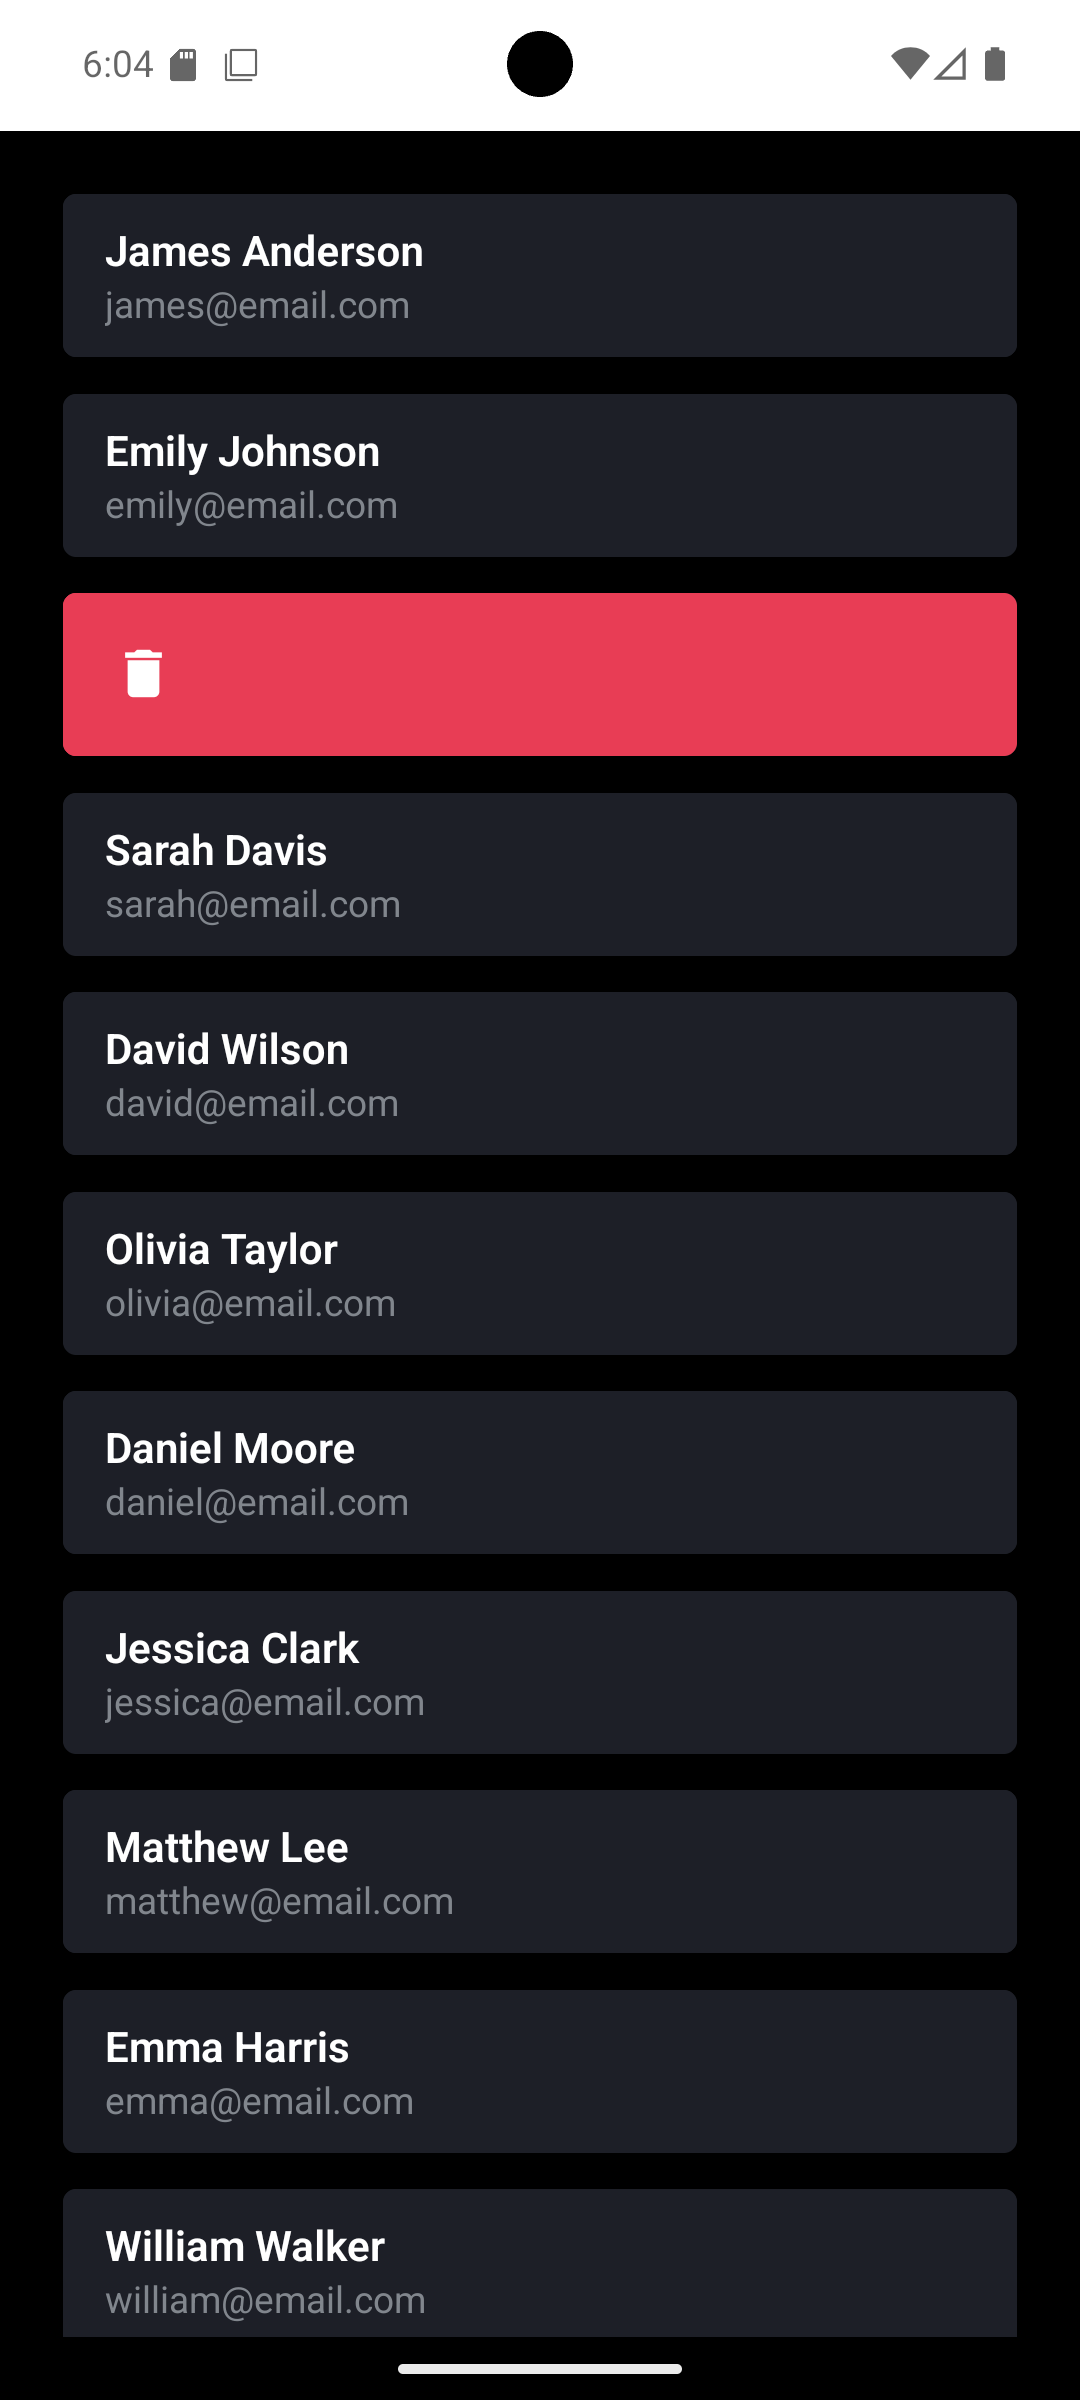 6:04
James Anderson
james@email.com
Emily Johnson
emily@email.com
Sarah Davis
sarah@email.com
David Wilson
david@email.com
Olivia Taylor
olivia@email.com
Daniel Moore
daniel@email.com
Jessica Clark
jessica@email.com
Matthew Lee
matthew@email.com
Emma Harris
emma@email.com
William Walker
william@email.com